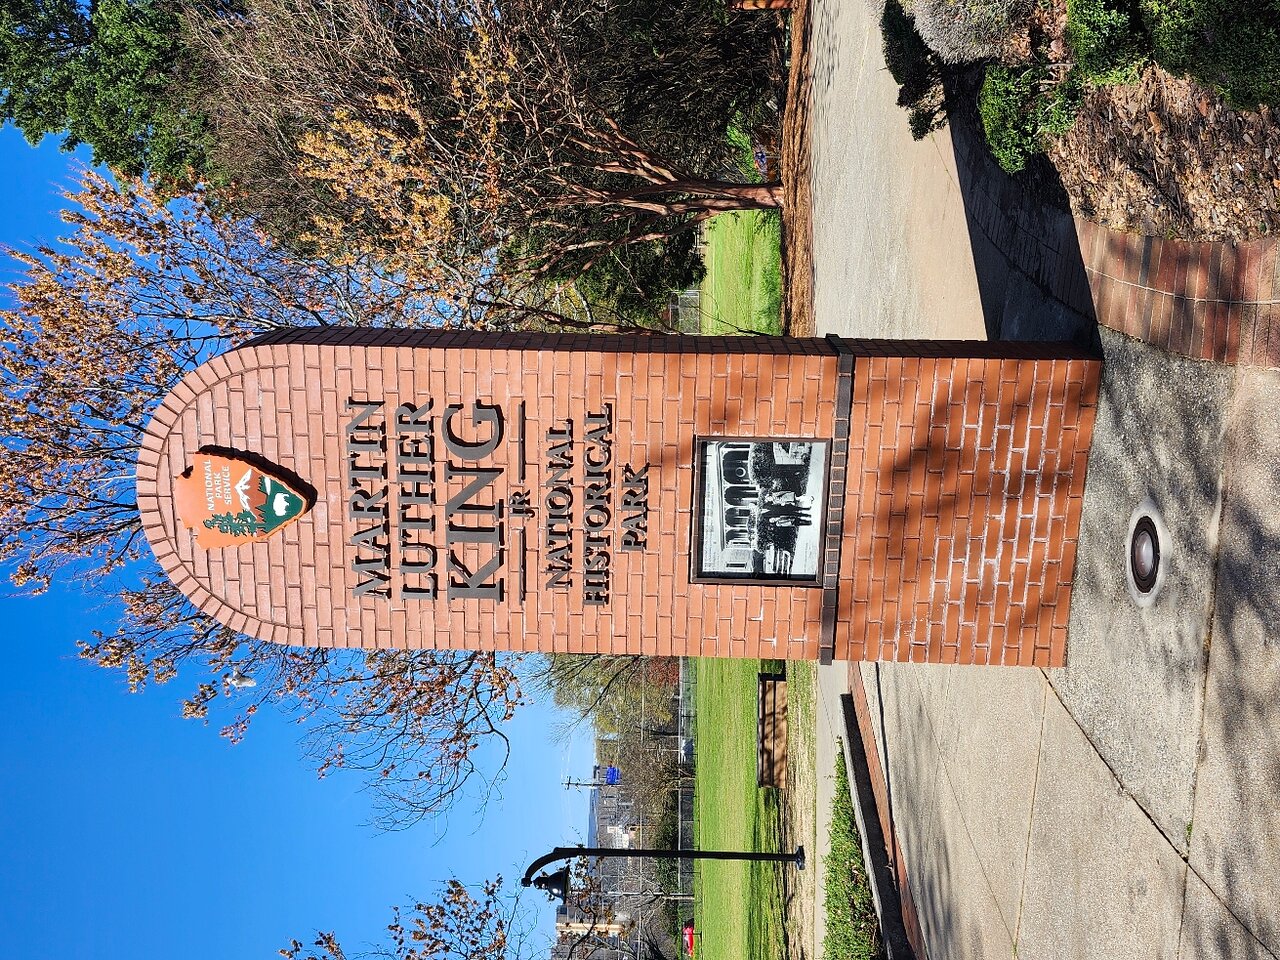 NATIONAL
PARK
SERVICE
MARTIN
LUTHER
KING
JR
NATIONAL
HISTORICAL
PARK